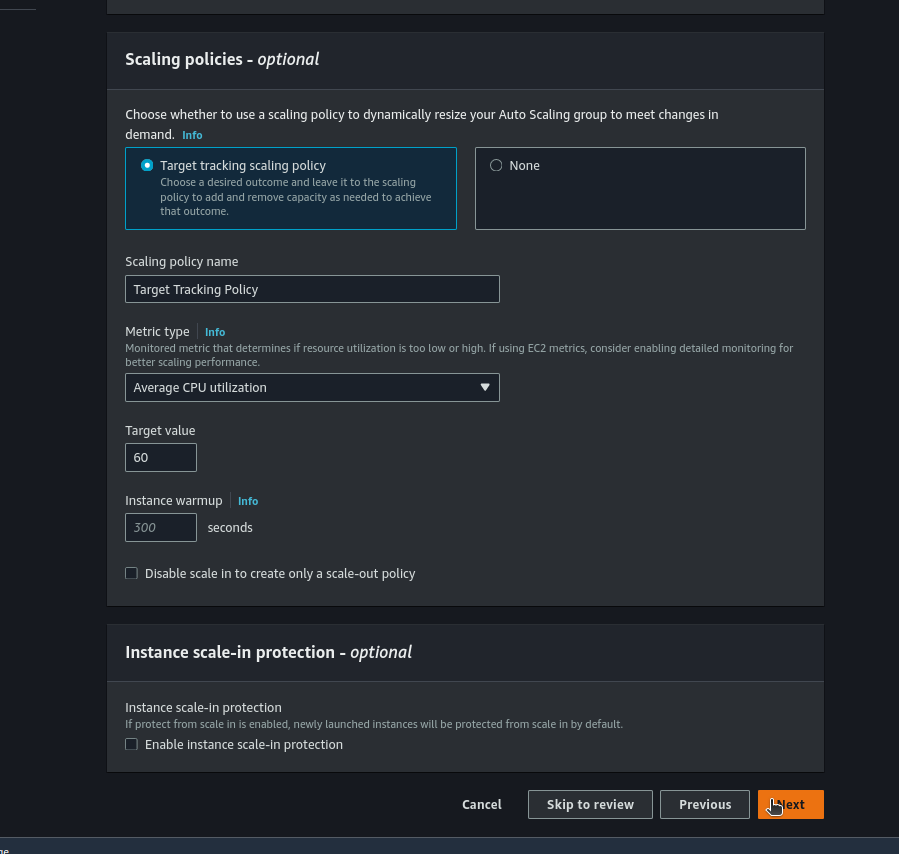 Scaling policies - optional
Choose whether to use a scaling policy to dynamically resize your Auto Scaling group to meet changes in
demand. Info
Target tracking scaling policy
Choose a desired outcome and leave it to the scaling
policy to add and remove capacity as needed to achieve
that outcome.
None
Scaling policy name
Target Tracking Policy
Metric type Info
Monitored metric that determines if resource utilization is too low or high. If using EC2 metrics, consider enabling detailed monitoring for
better scaling performance.
Average CPU utilization
Target value
60
Instance warmup Info
300 seconds
Disable scale in to create only a scale-out policy
Instance scale-in protection - optional
Instance scale-in protection
If protect from scale in is enabled, newly launched instances will be protected from scale in by default.
Enable instance scale-in protection
Cancel Skip to review Previous Next